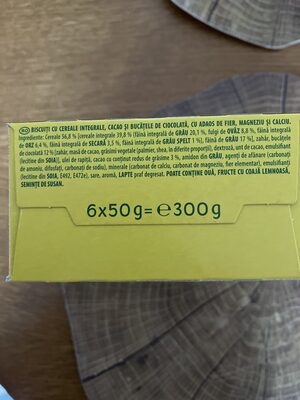 RO BISCUIȚI CU CEREALE INTEGRALE, CACAO ȘI BUCĂȚELE DE CIOCOLATĂ, CU ADAOS DE FIER, MAGNEZIU ȘI CALCIU.
Ingrediente: Cereale 56,8 % [cereale integrale 39,8 % (făină integrală de GRÂU 20,1 %, fulgi de OVĂZ 8,8 %, făină integrală
de ORZ 6,4 %, făină integrală de SECARĂ 3,5 %, făină integrală de GRÂU SPELT 1 %), făină de GRÂU 17 %], zahăr, bucățele
de ciocolată 12 % (zahăr, masă de cacao, grăsimi vegetale (palmier, shea, în diferite proporții), dextroză, unt de cacao, emulsifiant
(lecitine din SOIA)), ulei de rapiță, cacao cu conținut redus de grăsime 3 %, amidon din GRÂU, agenți de afânare (carbonați
de amoniu, difosfați, carbonați de sodiu), minerale (carbonat de calciu, carbonat de magneziu, fier elementar), emulsifianți
(lecitine din SOIA, E492, E472e), sare, aromă, LAPTE praf degresat. POATE CONȚINE OUĂ, FRUCTE CU COAJĂ LEMNOASĂ,
SEMINȚE DE SUSAN.
6x50g=℮300g